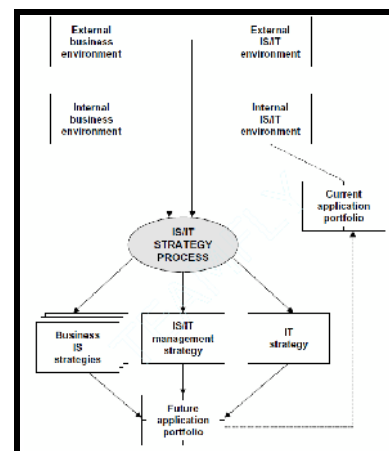 External
business
environment
External
IS/IT
environment
Internal
business
environment
Internal
IS/IT
environment
Current
application
portfolio
IS/IT
STRATEGY
PROCESS
Business
IS
strategies
IS/IT
management
strategy
IT
strategy
Future
application
portfolio